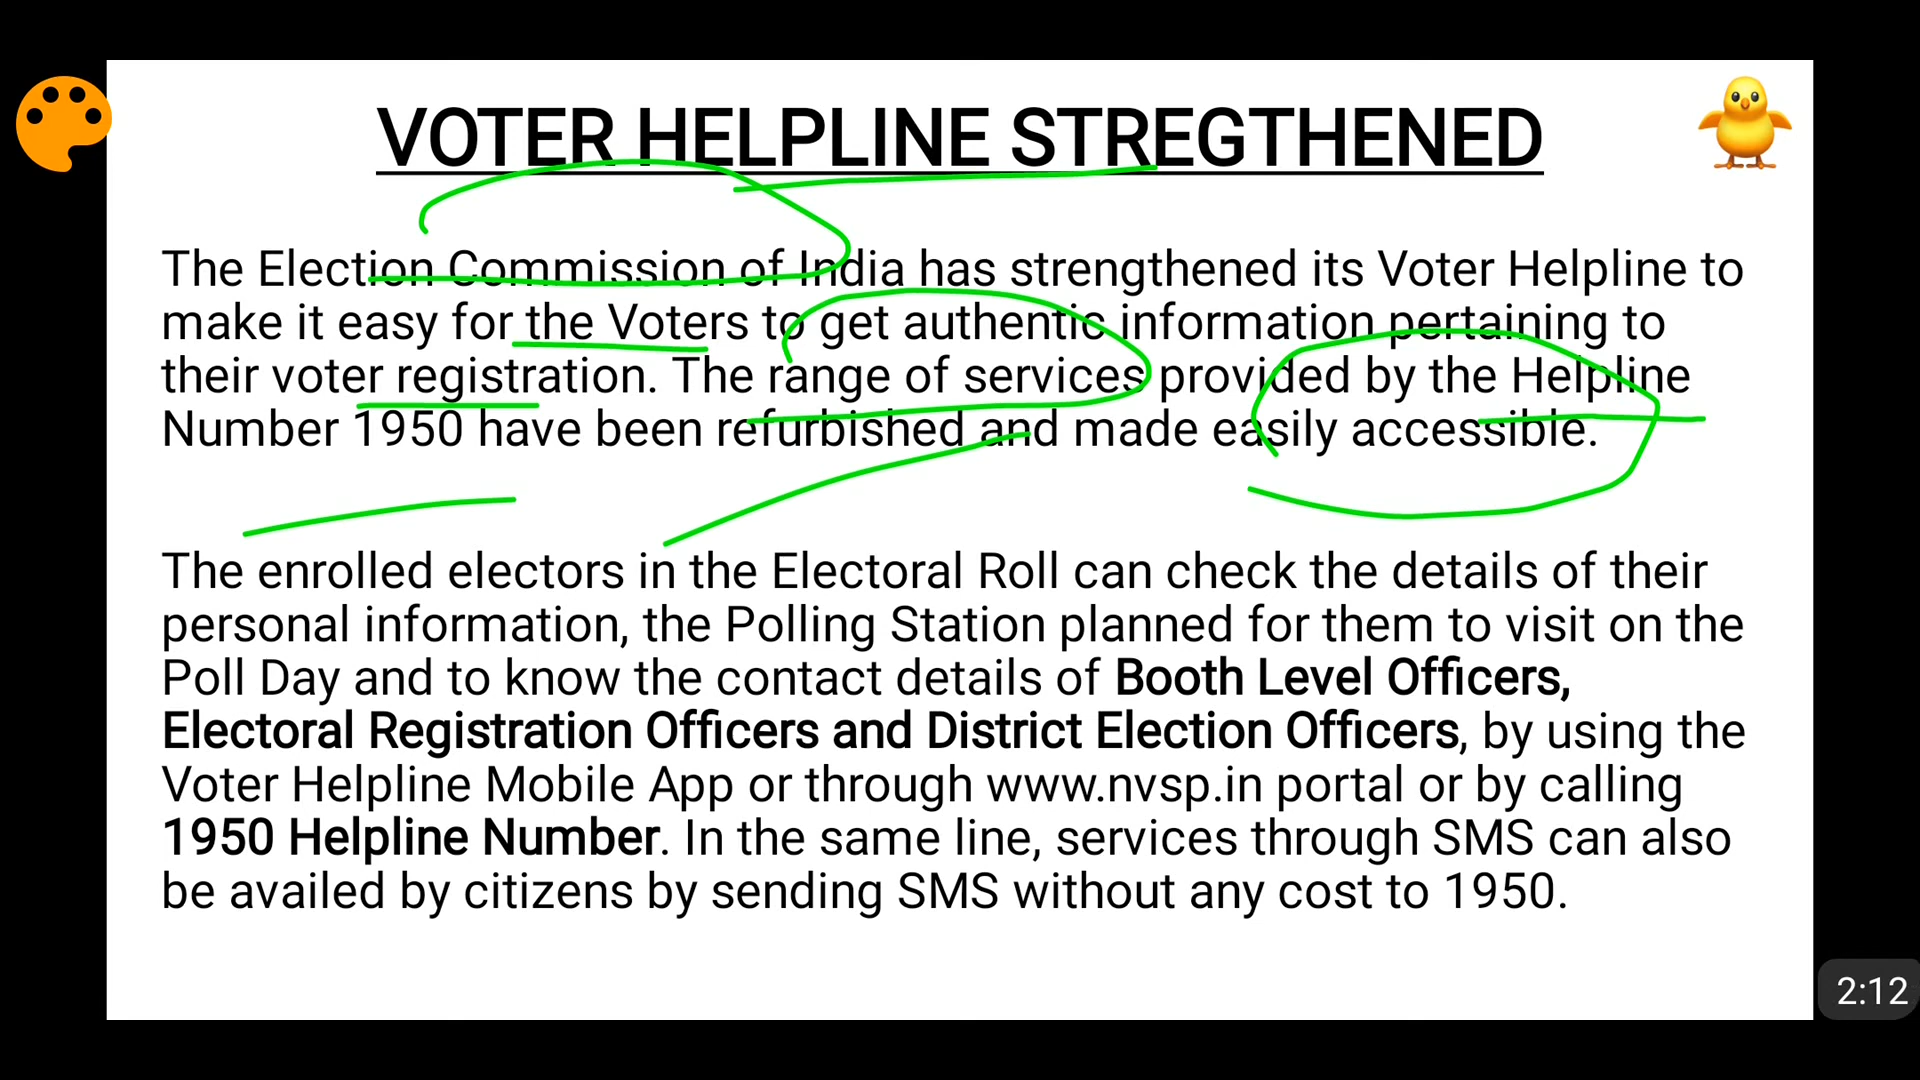 VOTER HELPLINE STREGTHENED
The Election Commission of India has strengthened its Voter Helpline to
make it easy for the Voters to get authentic information pertaining to
their voter registration. The range of services provided by the Helpline
Number 1950 have been refurbished and made easily accessible.
The enrolled electors in the Electoral Roll can check the details of their
personal information, the Polling Station planned for them to visit on the
Poll Day and to know the contact details of Booth Level Officers,
Electoral Registration Officers and District Election Officers, by using the
Voter Helpline Mobile App or through www.nvsp.in portal or by calling
1950 Helpline Number. In the same line, services through SMS can also
be availed by citizens by sending SMS without any cost to 1950.
2:12